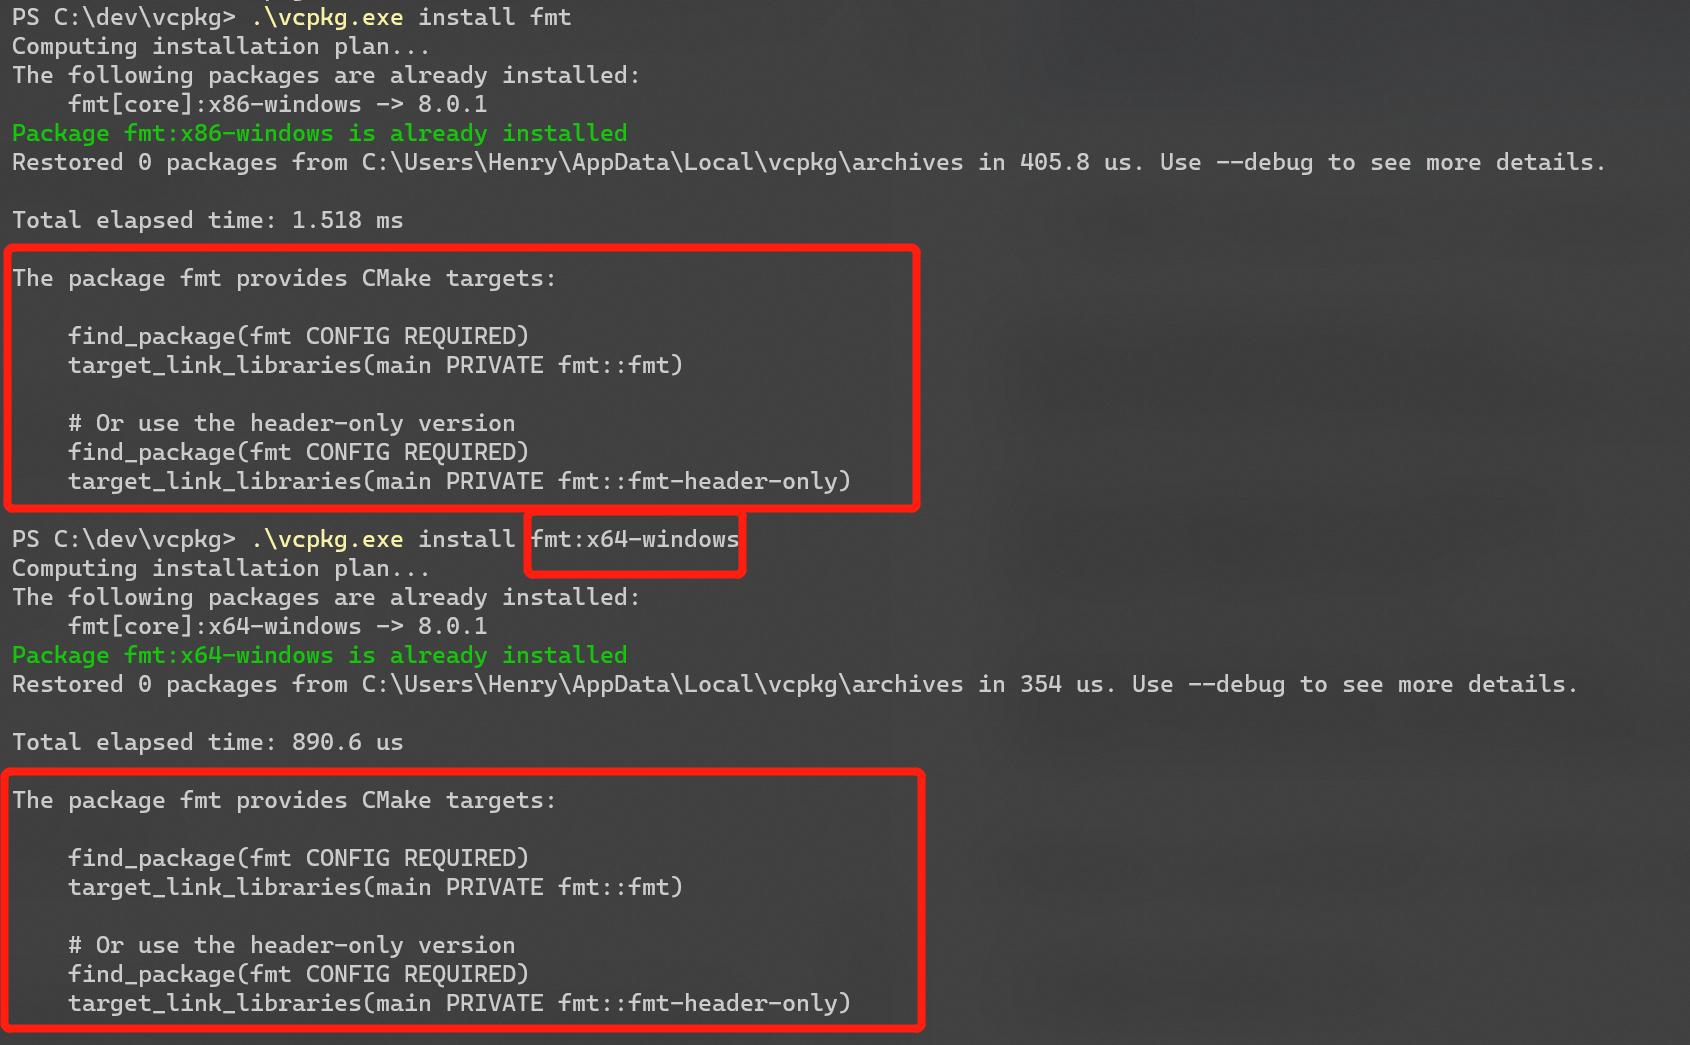 PS C:\dev\vcpkg> .\vcpkg.exe install fmt
Computing installation plan...
The following packages are already installed:
    fmt[core]:x86-windows -> 8.0.1
Package fmt:x86-windows is already installed
Restored 0 packages from C:\Users\Henry\AppData\Local\vcpkg\archives in 405.8 us. Use --debug to see more details.

Total elapsed time: 1.518 ms

The package fmt provides CMake targets:

    find_package(fmt CONFIG REQUIRED)
    target_link_libraries(main PRIVATE fmt::fmt)

    # Or use the header-only version
    find_package(fmt CONFIG REQUIRED)
    target_link_libraries(main PRIVATE fmt::fmt-header-only)

PS C:\dev\vcpkg> .\vcpkg.exe install fmt:x64-windows
Computing installation plan...
The following packages are already installed:
    fmt[core]:x64-windows -> 8.0.1
Package fmt:x64-windows is already installed
Restored 0 packages from C:\Users\Henry\AppData\Local\vcpkg\archives in 354 us. Use --debug to see more details.

Total elapsed time: 890.6 us

The package fmt provides CMake targets:

    find_package(fmt CONFIG REQUIRED)
    target_link_libraries(main PRIVATE fmt::fmt)

    # Or use the header-only version
    find_package(fmt CONFIG REQUIRED)
    target_link_libraries(main PRIVATE fmt::fmt-header-only)